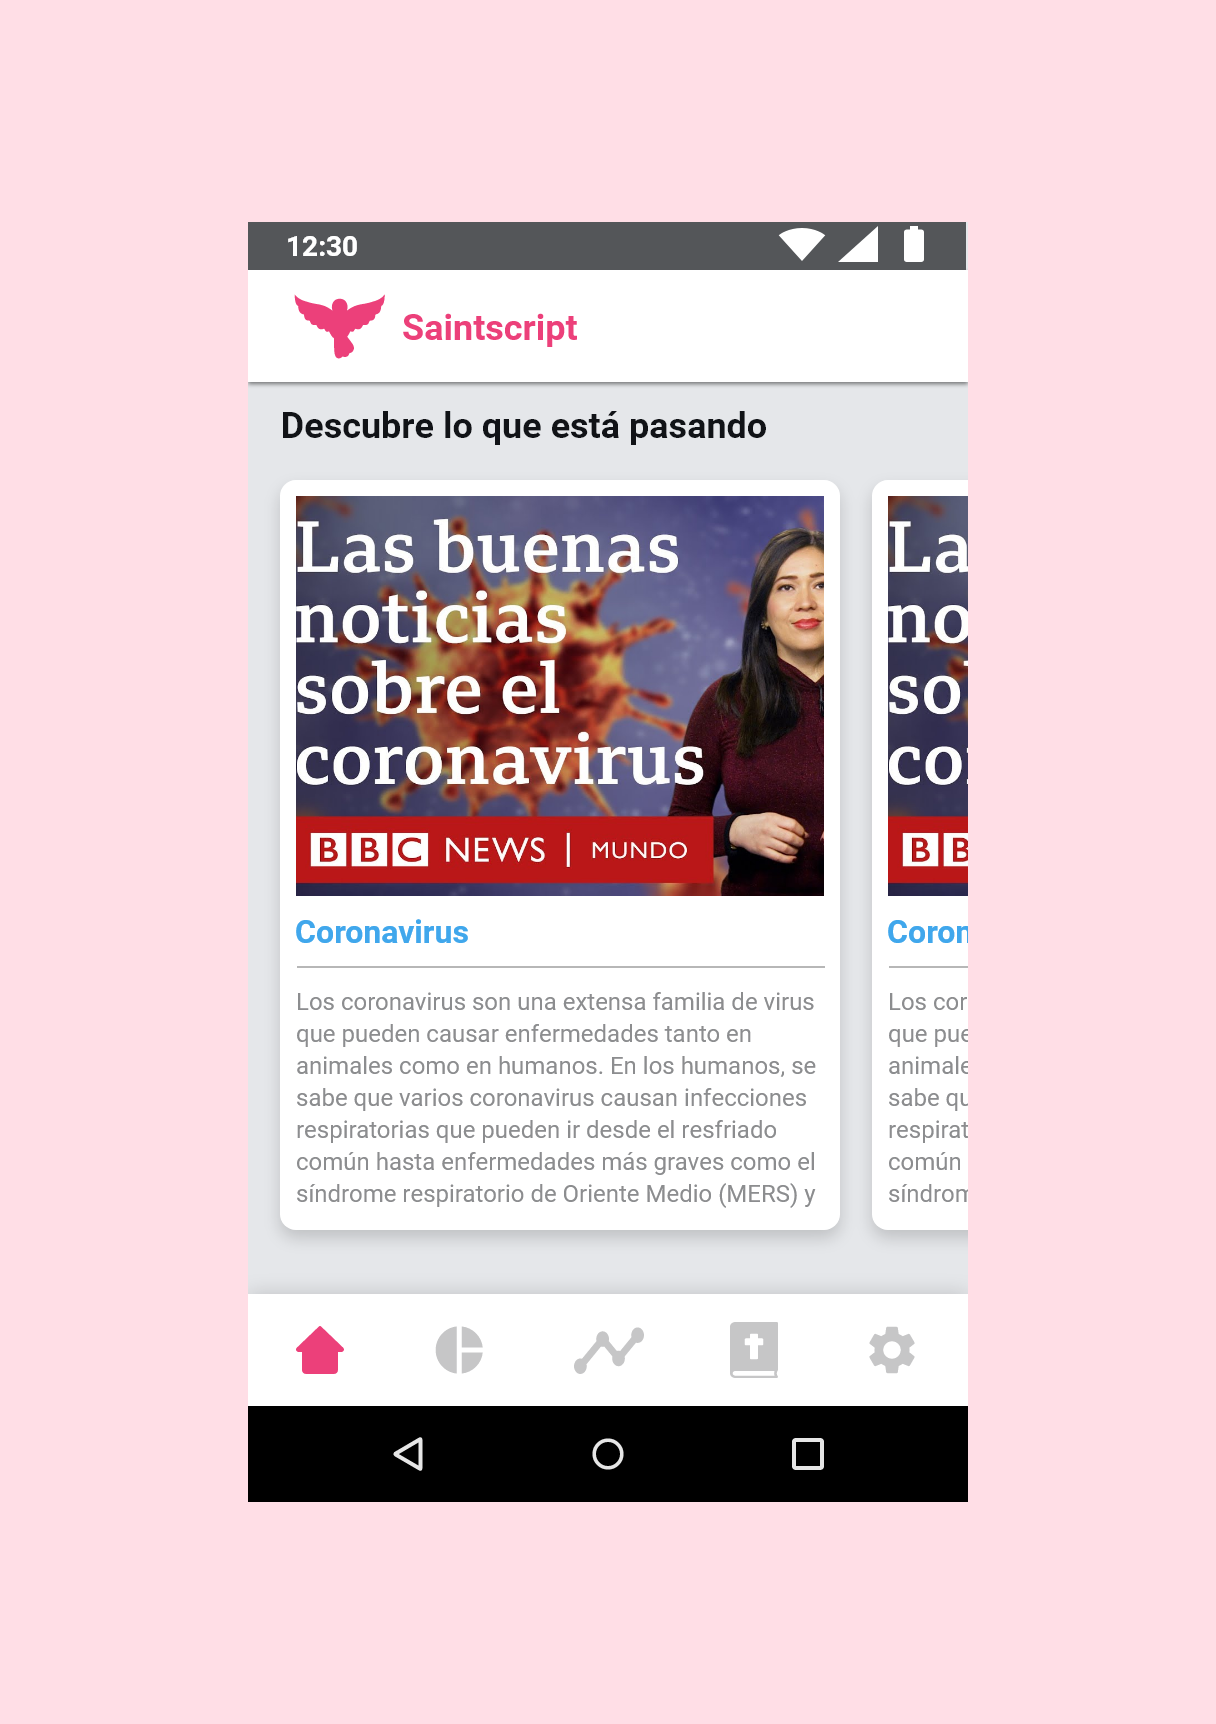 12:30
Saintscript
Descubre lo que está pasando
Las buenas
noticias
sobre el
coronavirus
BBC NEWS | MUNDO
Coronavirus
Los coronavirus son una extensa familia de virus
que pueden causar enfermedades tanto en
animales como en humanos. En los humanos, se
sabe que varios coronavirus causan infecciones
respiratorias que pueden ir desde el resfriado
común hasta enfermedades más graves como el
síndrome respiratorio de Oriente Medio (MERS) y
La
no
so
co
BB
Coron
Los cor
que pue
animale
sabe qu
respirat
común
síndrom